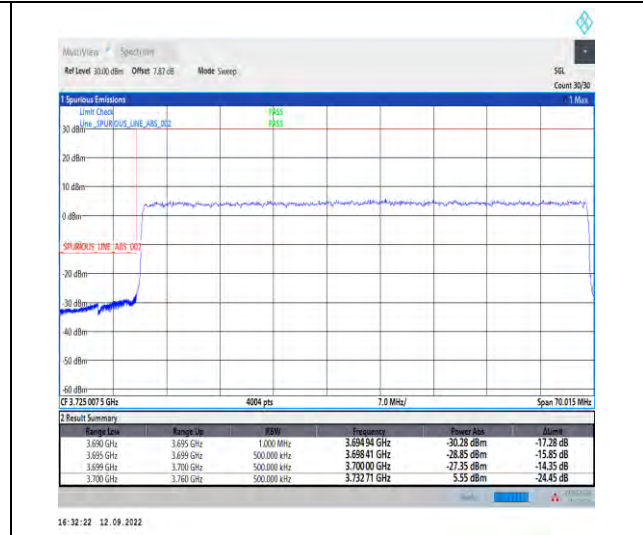 MultiView Spectrum
Ref Level 30.00 dBm Offset 7.87 dB Mode Sweep
SGL
Count 30/30
1 Spurious Emissions 1 Max
Limit Check PASS
Line _SPURIOUS_LINE_ABS_002 PASS
30 dBm
20 dBm
10 dBm
0 dBm
_SPURIOUS_LINE_ABS_002
-20 dBm
-30 dBm
-40 dBm
-50 dBm
-60 dBm
CF 3.725 007 5 GHz 4004 pts 7.0 MHz/ Span 70.015 MHz
2 Result Summary
Range Low Range Up RBW Frequency Power Abs ΔLimit
3.690 GHz 3.695 GHz 1.000 MHz 3.694 94 GHz -30.28 dBm -17.28 dB
3.695 GHz 3.699 GHz 500.000 kHz 3.698 41 GHz -28.85 dBm -15.85 dB
3.699 GHz 3.700 GHz 500.000 kHz 3.700 00 GHz -27.35 dBm -14.35 dB
3.700 GHz 3.760 GHz 500.000 kHz 3.732 71 GHz 5.55 dBm -24.45 dB
16:32:22 12.09.2022